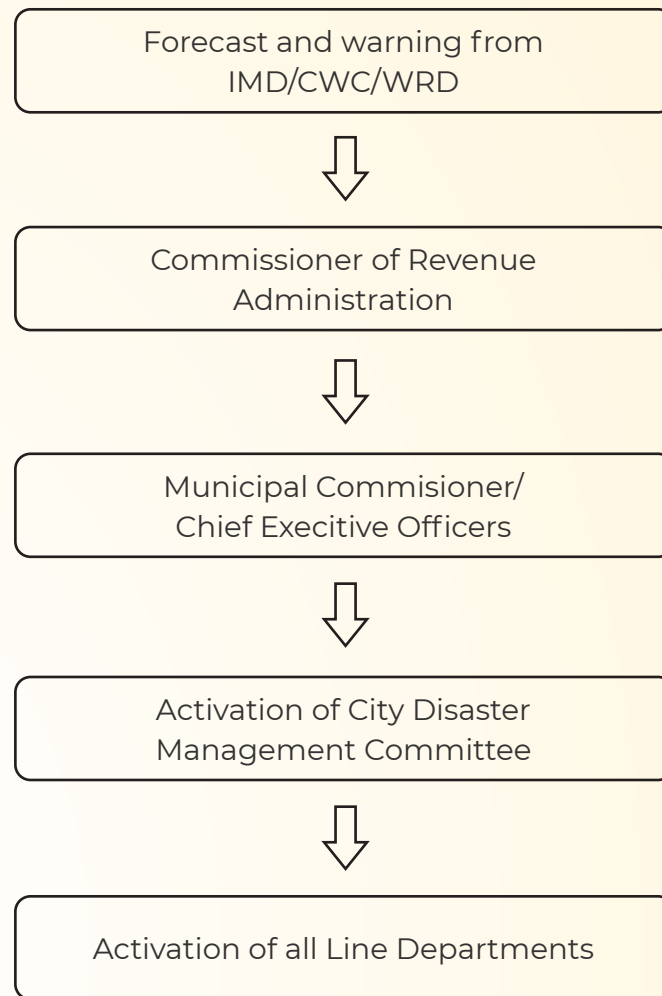 Forecast and warning from
IMD/CWC/WRD
Commissioner of Revenue
Administration
Municipal Commisioner/
Chief Execitive Officers
Activation of City Disaster
Management Committee
Activation of all Line Departments